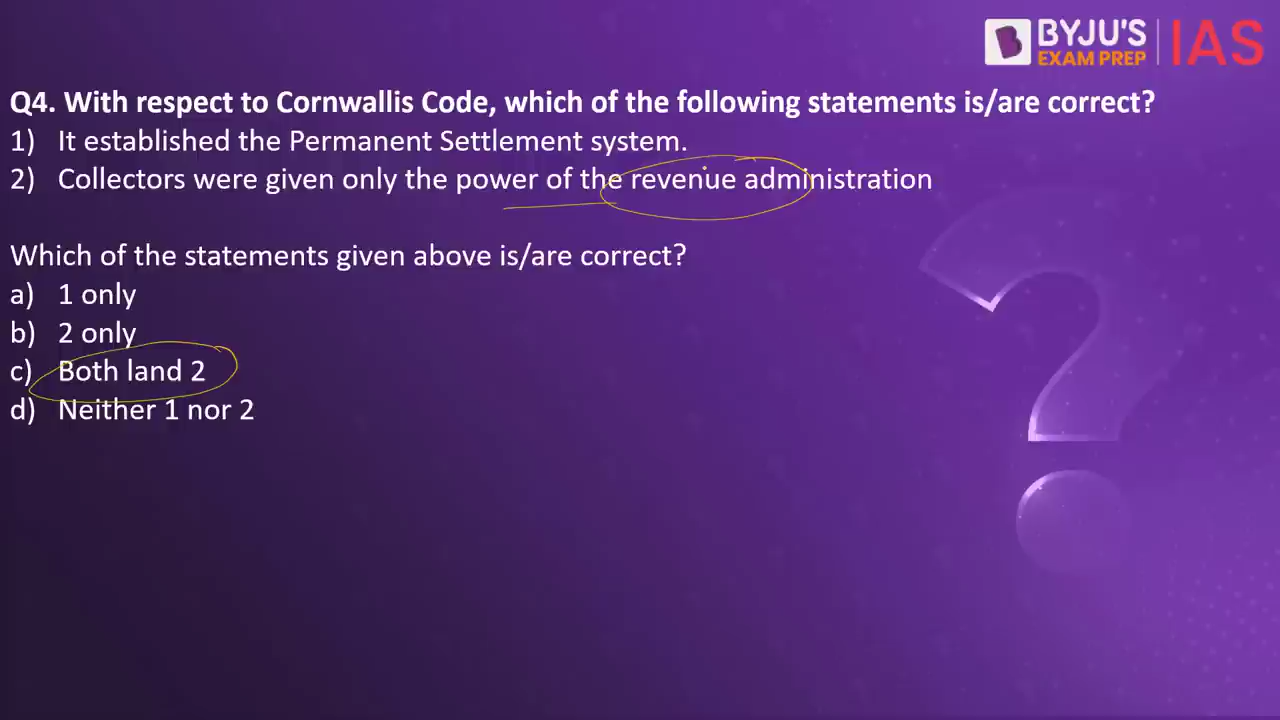 BYJU'S IAS
EXAM PREP
Q4. With respect to Cornwallis Code, which of the following statements is/are correct?
1) It established the Permanent Settlement system.
2) Collectors were given only the power of the revenue administration
Which of the statements given above is/are correct?
a) 1 only
b) 2 only
c) Both land 2
d) Neither 1 nor 2